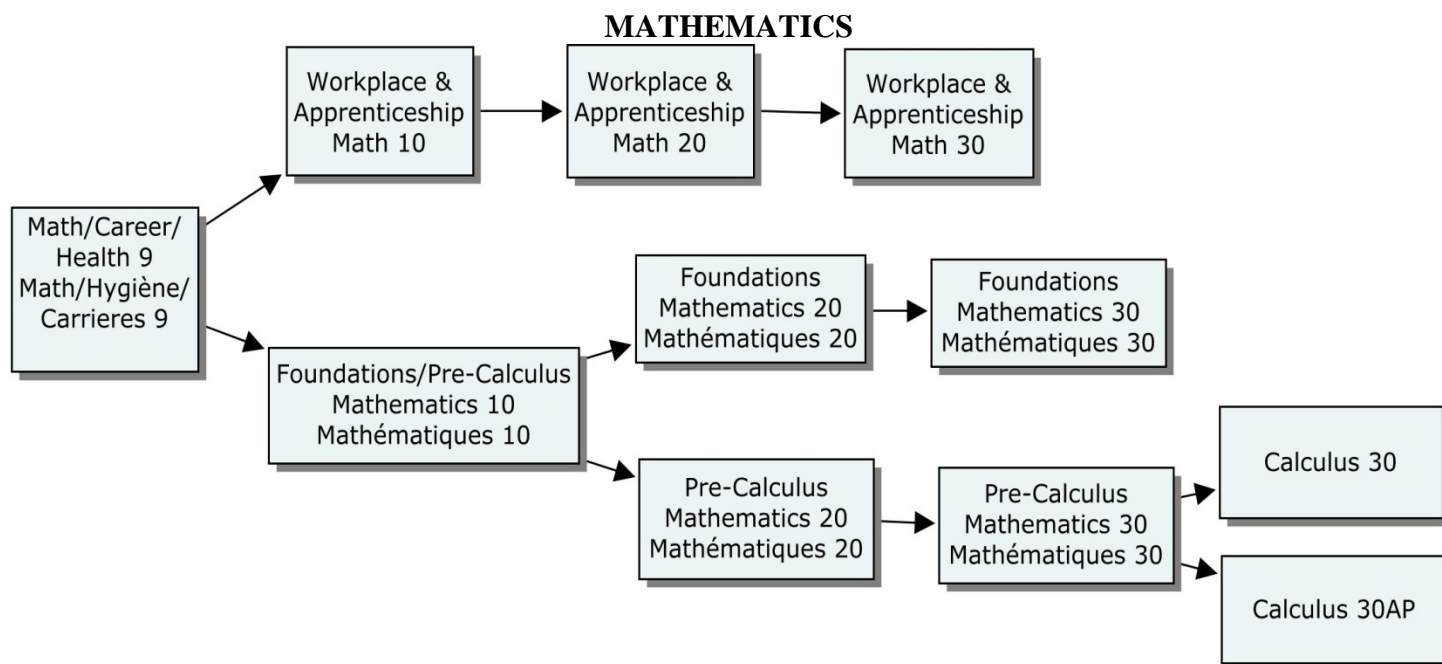 MATHEMATICS
Workplace &
Apprenticeship
Math 10
Workplace &
Apprenticeship
Math 20
Workplace &
Apprenticeship
Math 30
Math/Career/
Health 9
Math/Hygiène/
Carrieres 9
Foundations/Pre-Calculus
Mathematics 10
Mathématiques 10
Foundations
Mathematics 20
Mathématiques 20
Foundations
Mathematics 30
Mathématiques 30
Pre-Calculus
Mathematics 20
Mathématiques 20
Pre-Calculus
Mathematics 30
Mathématiques 30
Calculus 30
Calculus 30AP